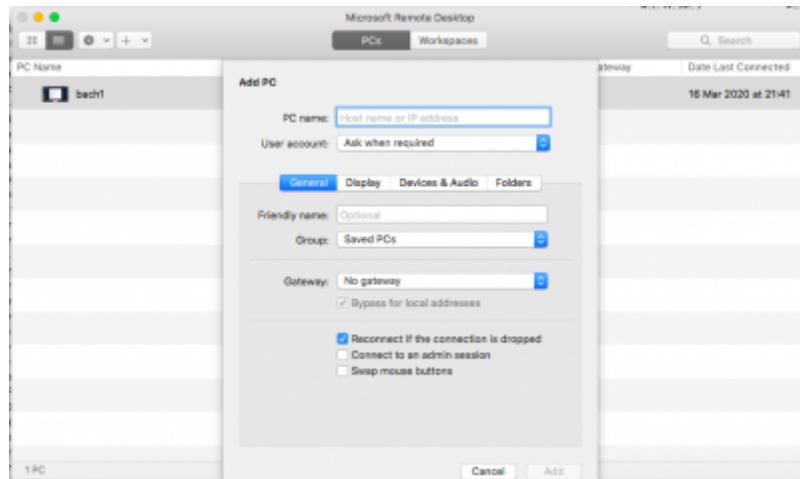 Microsoft Remote Desktop
PCs Workspaces Search
PC Name ateway Date Last Connected
bach1 16 Mar 2020 at 21:41
Add PC
PC name: Host name or IP address
User account: Ask when required
General Display Devices & Audio Folders
Friendly name: Optional
Group: Saved PCs
Gateway: No gateway
Bypass for local addresses
Reconnect if the connection is dropped
Connect to an admin session
Swap mouse buttons
1 PC
Cancel Add